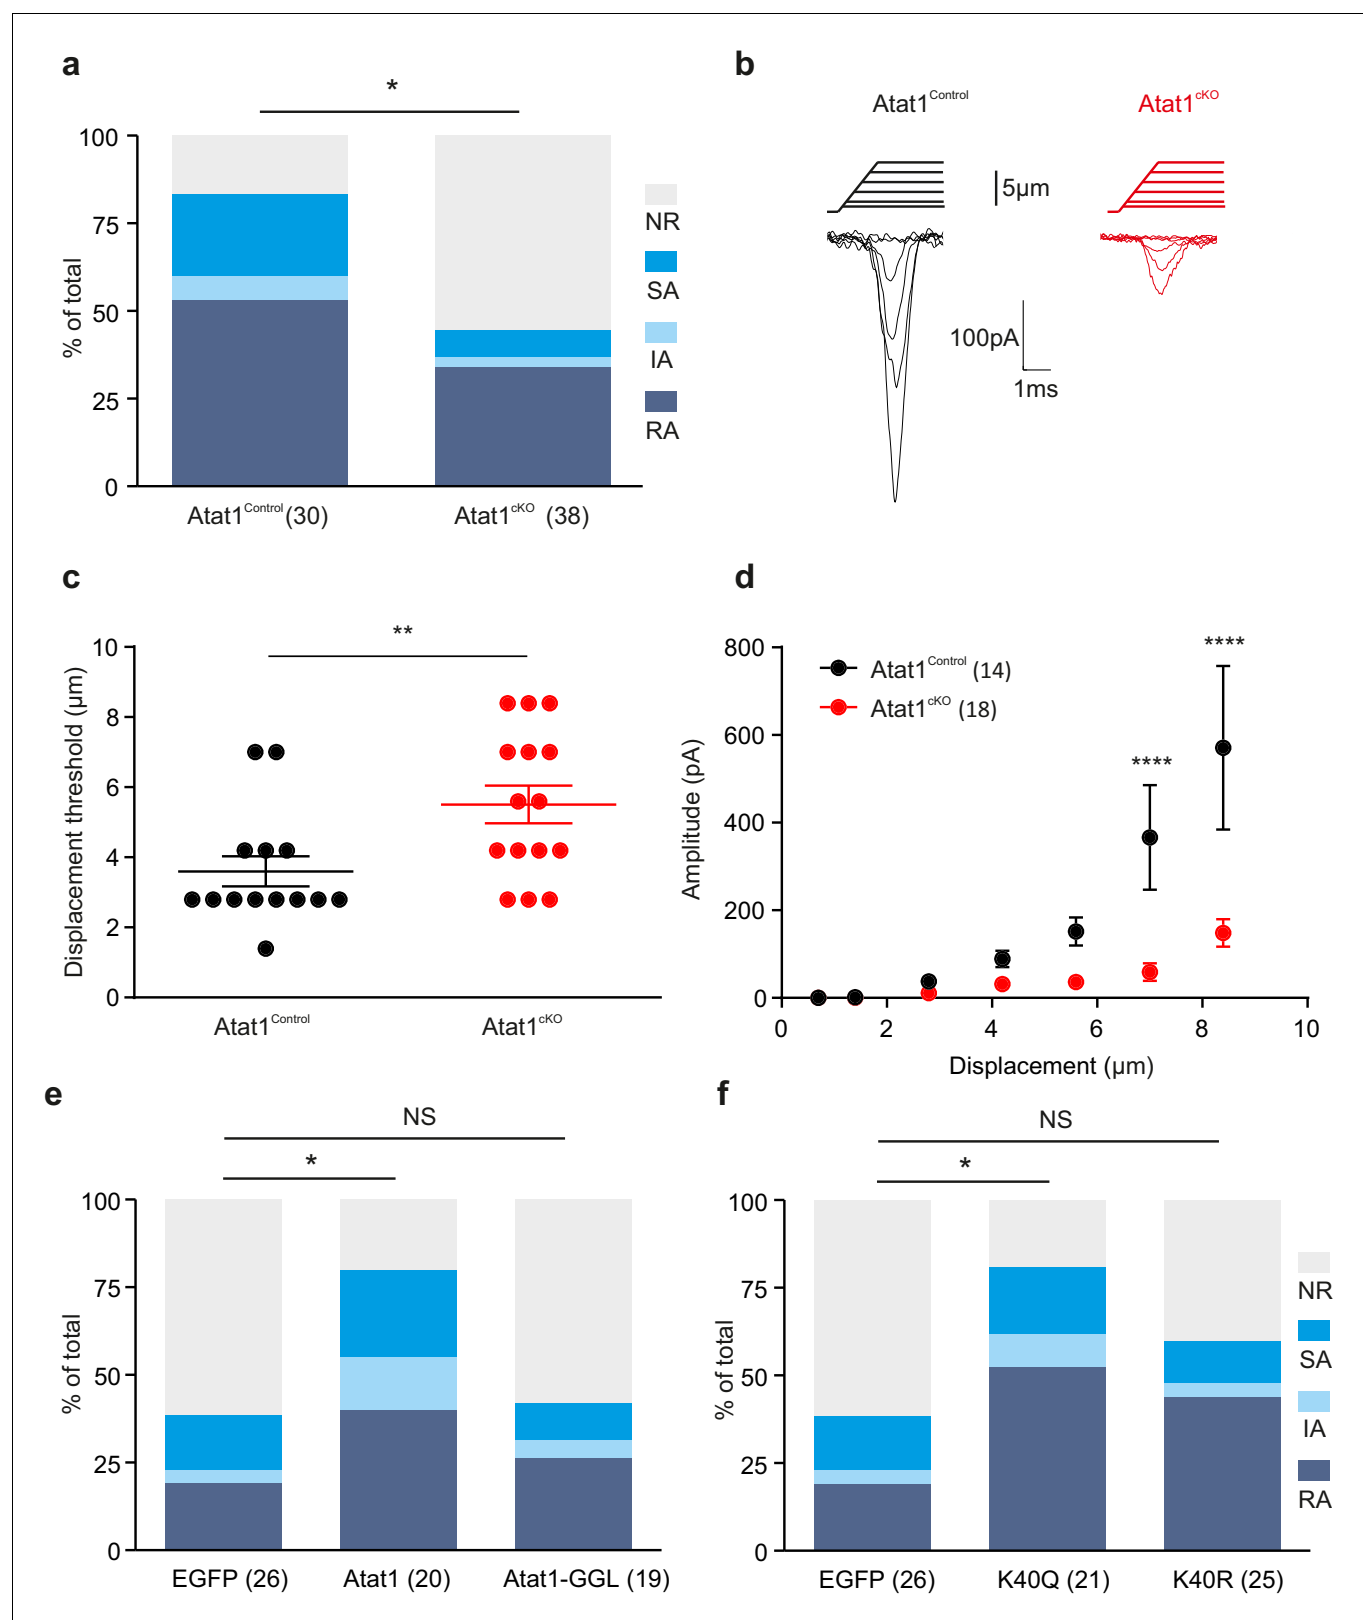 a
*
100
75
50
25
0
% of total
NR
SA
IA
RA
Atat1Control (30)
Atat1cKO (38)
b
Atat1Control
Atat1cKO
5µm
100pA
1ms
c
**
10
8
6
4
2
0
Displacement threshold (µm)
Atat1Control
Atat1cKO
d
****
****
Atat1Control (14)
Atat1cKO (18)
800
600
400
200
0
Amplitude (pA)
0 2 4 6 8 10
Displacement (µm)
e
NS
*
100
75
50
25
0
% of total
EGFP (26)
Atat1 (20)
Atat1-GGL (19)
f
NS
*
100
75
50
25
0
% of total
NR
SA
IA
RA
EGFP (26)
K40Q (21)
K40R (25)